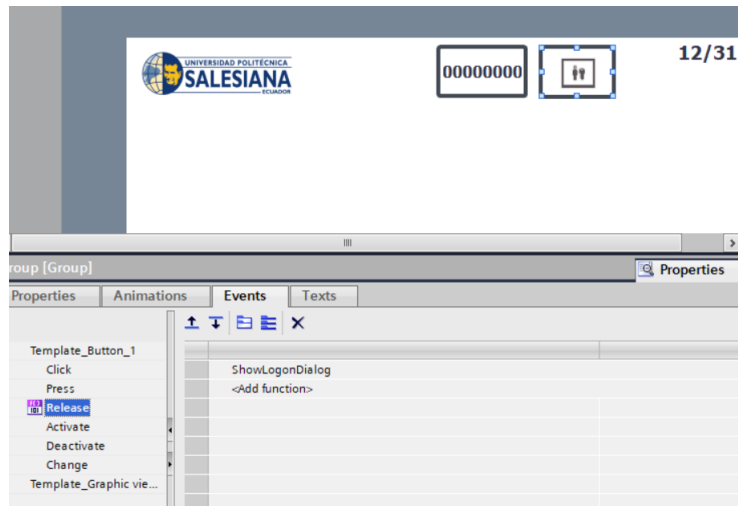 UNIVERSIDAD POLITÉCNICA
SALESIANA
ECUADOR
00000000
12/31
roup [Group]
Properties
Properties
Animations
Events
Texts
Template_Button_1
Click
ShowLogonDialog
Press
<Add function>
Release
Activate
Deactivate
Change
Template_Graphic vie...